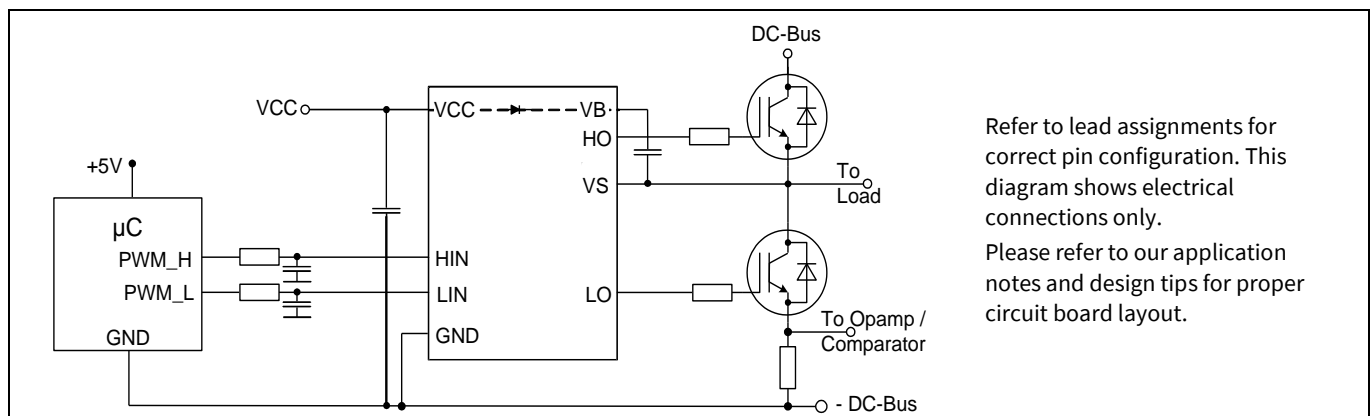 DC-Bus
VCC
VCC
VB
HO
+5V
To
Load
VS
µC
PWM_H
HIN
PWM_L
LIN
LO
GND
GND
To Opamp /
Comparator
- DC-Bus
Refer to lead assignments for
correct pin configuration. This
diagram shows electrical
connections only.
Please refer to our application
notes and design tips for proper
circuit board layout.